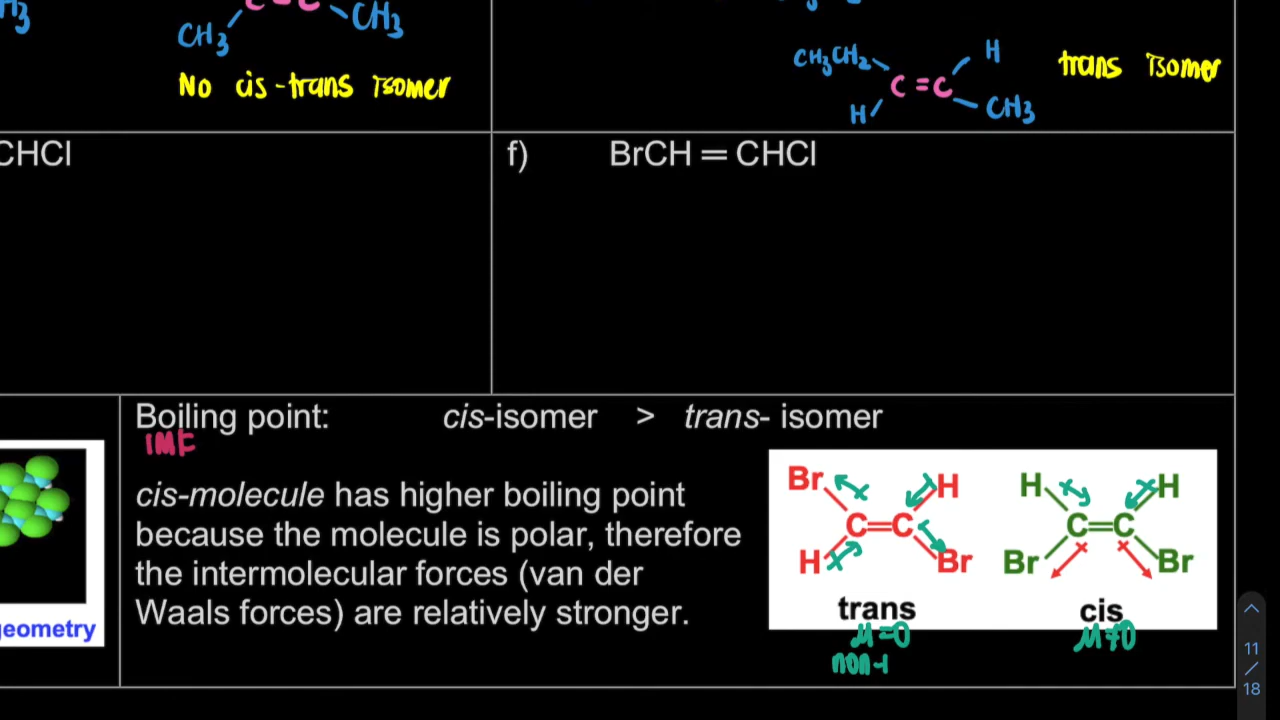 C = C
CH3 CH3
No cis-trans isomer
CH3CH2 H
C = C
H CH3
trans isomer
CHCl
f) BrCH = CHCl
Boiling point: cis-isomer > trans- isomer
IMF
cis-molecule has higher boiling point
because the molecule is polar, therefore
the intermolecular forces (van der
Waals forces) are relatively stronger.
Br H
C=C
H Br
trans
μ=0
non-
H H
C=C
Br Br
cis
μ≠0
geometry
11
/
18